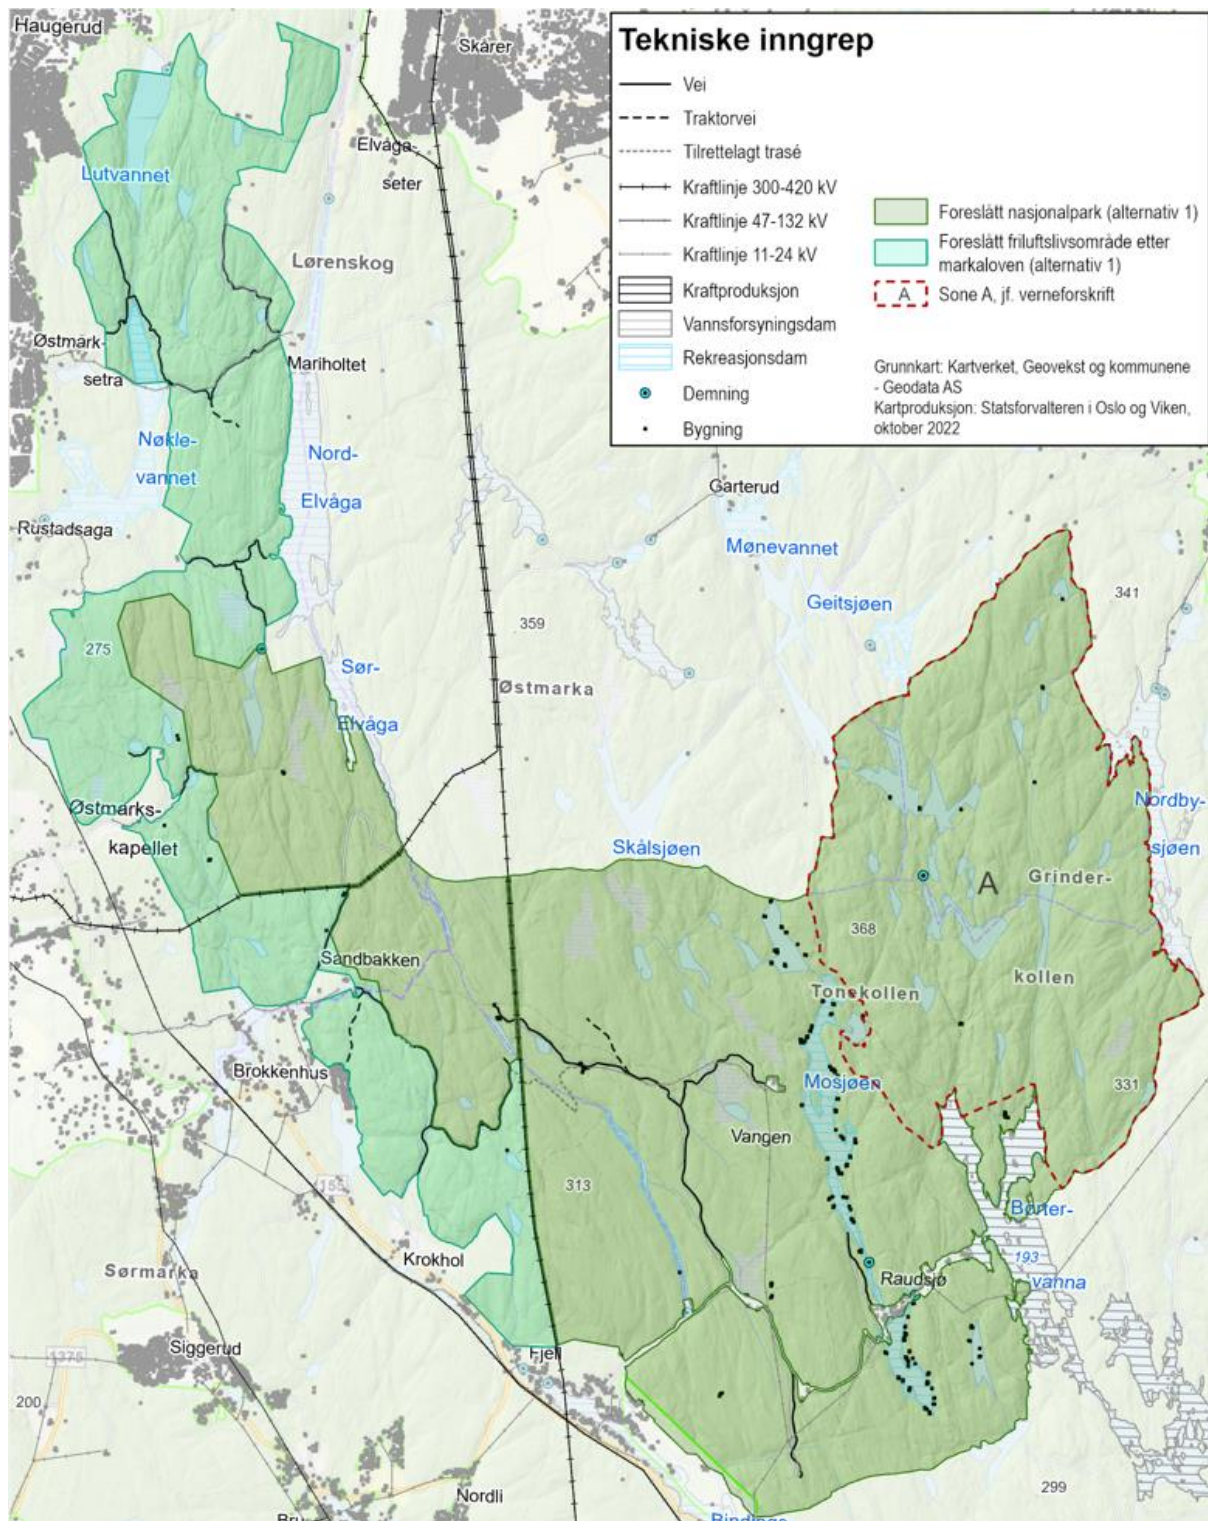 Haugerud
Skårer
Tekniske inngrep
Vei
Traktorvei
Tilrettelagt trasé
Kraftlinje 300-420 kV
Kraftlinje 47-132 kV
Kraftlinje 11-24 kV
Kraftproduksjon
Vannsforsyningsdam
Rekreasjonsdam
Demning
Bygning
Foreslått nasjonalpark (alternativ 1)
Foreslått friluftslivsområde etter
markaloven (alternativ 1)
A
Sone A, jf. verneforskrift
Grunnkart: Kartverket, Geovekst og kommunene
- Geodata AS
Kartproduksjon: Statsforvalteren i Oslo og Viken,
oktober 2022
Elvåga-
seter
Lutvannet
Lørenskog
Østmark-
setra
Mariholtet
Nøkle-
vannet
Nord-
Elvåga
Rustadsaga
Garterud
Mønevannet
Geitsjøen
341
359
275
Sør-
Elvåga
Østmarka
Østmarks-
kapellet
Skålsjøen
Nordby-
sjøen
A
Grinder-
kollen
368
Sandbakken
Tonekollen
Brokkenhus
Mosjøen
331
Vangen
155
313
Børter-
193
vanna
Krokhol
Raudsjø
Sørmarka
Siggerud
1375
Fjell
200
299
Nordli